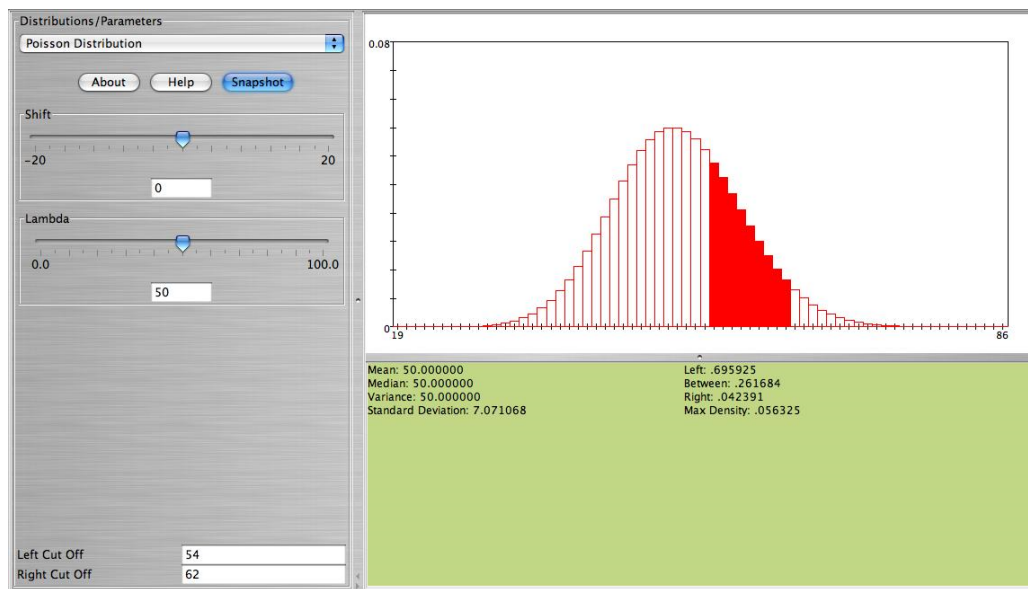 Distributions/Parameters
Poisson Distribution
About Help Snapshot
Shift
-20 20
0
Lambda
0.0 100.0
50
Left Cut Off 54
Right Cut Off 62
0.08
0
19 86
Mean: 50.000000
Median: 50.000000
Variance: 50.000000
Standard Deviation: 7.071068
Left: .695925
Between: .261684
Right: .042391
Max Density: .056325